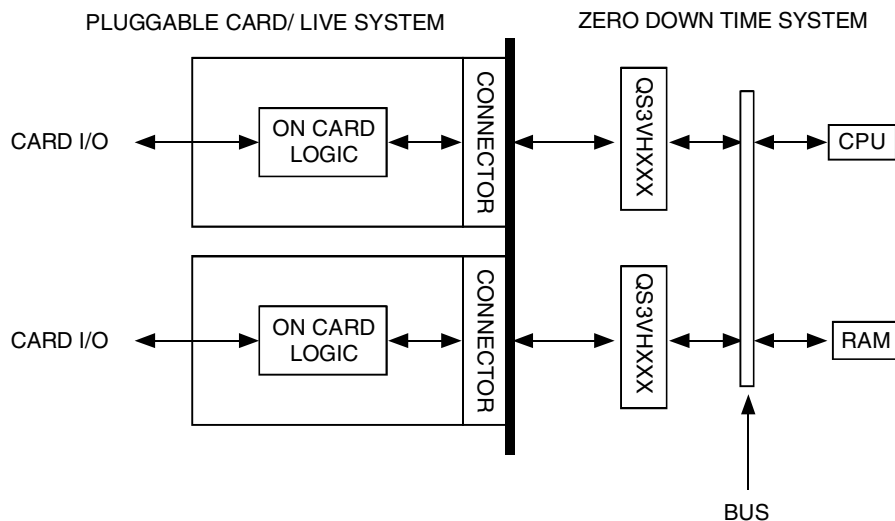 PLUGGABLE CARD/ LIVE SYSTEM
ZERO DOWN TIME SYSTEM
CARD I/O
ON CARD
LOGIC
CONNECTOR
QS3VHXXX
CPU
CARD I/O
ON CARD
LOGIC
CONNECTOR
QS3VHXXX
RAM
BUS